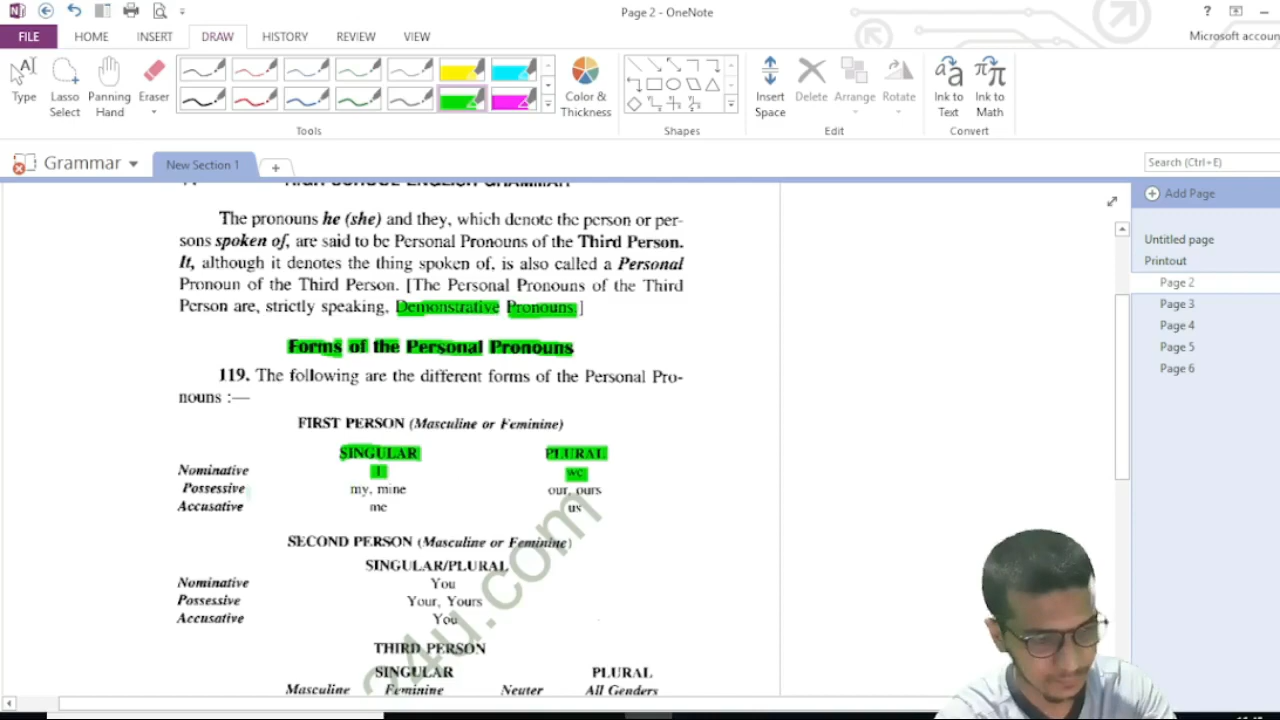 Page 2 - OneNote
?
FILE HOME INSERT DRAW HISTORY REVIEW VIEW
Microsoft accoun
Type
Lasso Select
Panning Hand
Eraser
Color & Thickness
Insert Space
Delete
Arrange
Rotate
Ink to Text
Ink to Math
Tools
Shapes
Edit
Convert
Grammar
New Section 1
Search (Ctrl+E)
Add Page
Untitled page
Printout
Page 2
Page 3
Page 4
Page 5
Page 6
HIGH SCHOOL ENGLISH GRAMMAR
The pronouns he (she) and they, which denote the person or per-
sons spoken of, are said to be Personal Pronouns of the Third Person.
It, although it denotes the thing spoken of, is also called a Personal
Pronoun of the Third Person. [The Personal Pronouns of the Third
Person are, strictly speaking, Demonstrative Pronouns.]
Forms of the Personal Pronouns
119. The following are the different forms of the Personal Pro-
nouns :—
FIRST PERSON (Masculine or Feminine)
SINGULAR PLURAL
Nominative I we
Possessive my, mine our, ours
Accusative me us
SECOND PERSON (Masculine or Feminine)
SINGULAR/PLURAL
Nominative You
Possessive Your, Yours
Accusative You
THIRD PERSON
SINGULAR PLURAL
Masculine Feminine Neuter All Genders
24u.com